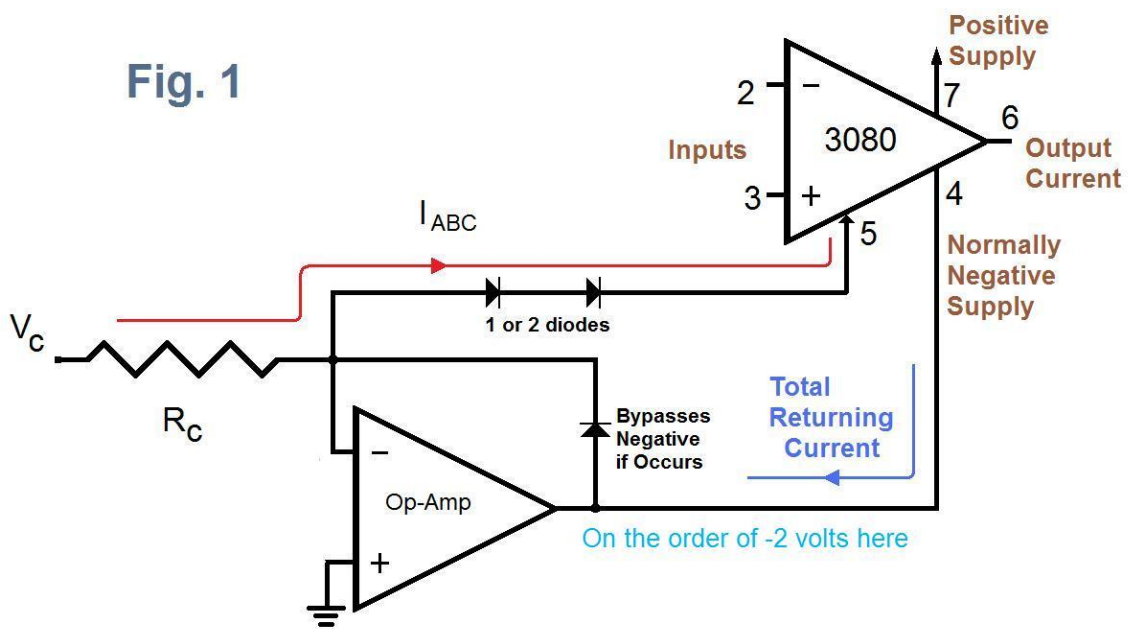 Fig. 1
Positive
Supply
2
−
7
6
3080
Inputs
Output
Current
3
+
5
4
I ABC
Normally
Negative
Supply
1 or 2 diodes
Vc
Rc
Total
Returning
Current
Bypasses
Negative
if Occurs
−
Op-Amp
+
On the order of -2 volts here